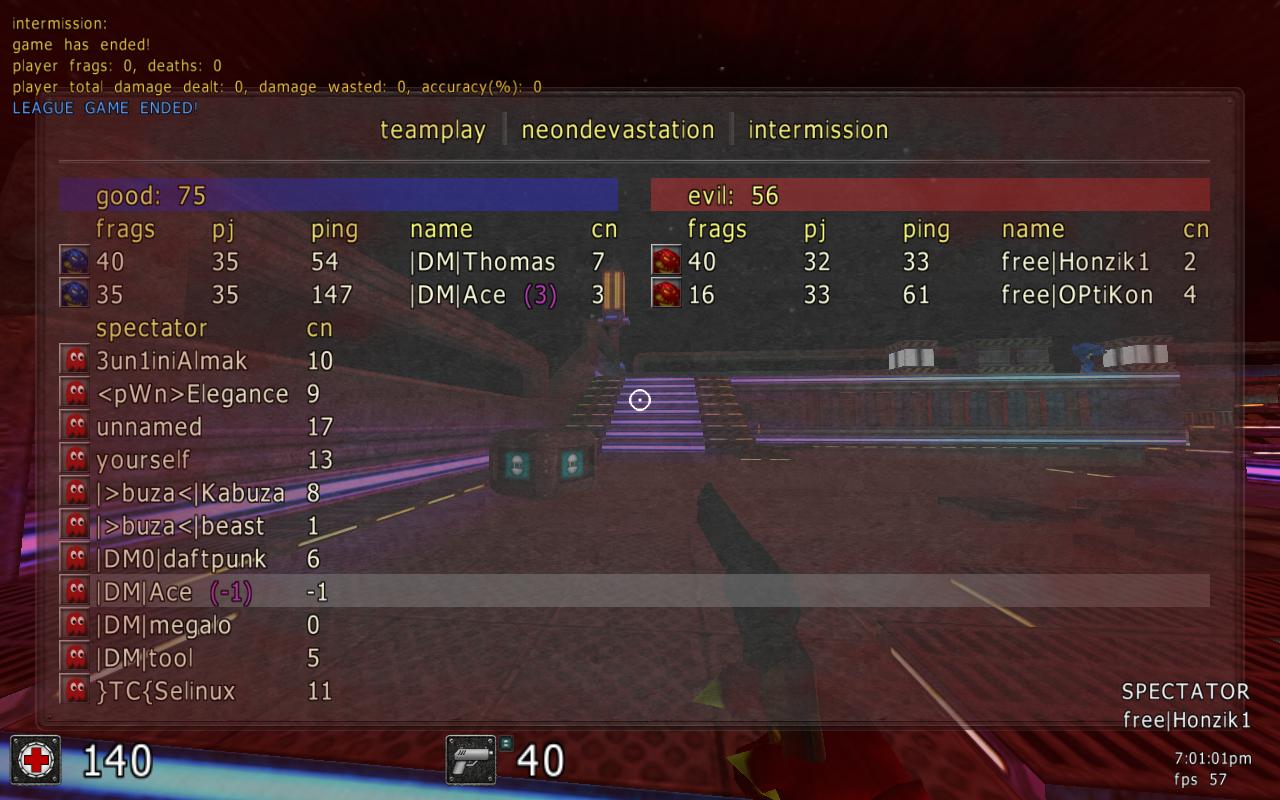 intermission:
game has ended!
player frags: 0, deaths: 0
player total damage dealt: 0, damage wasted: 0, accuracy(%): 0
LEAGUE GAME ENDED!
teamplay neondevastation intermission
good: 75 evil: 56
frags pj ping name cn frags pj ping name cn
40 35 54 |DM|Thomas 7 40 32 33 free|Honzik1 2
35 35 147 |DM|Ace (3) 3 16 33 61 free|OPtiKon 4
spectator cn
3un1iniAlmak 10
<pWn>Elegance 9
unnamed 17
yourself 13
|>buza<|Kabuza 8
|>buza<|beast 1
|DM0|daftpunk 6
|DM|Ace (-1) -1
|DM|megalo 0
|DM|tool 5
}TC{Selinux 11
SPECTATOR
free|Honzik1
140 40
7:01:01pm
fps 57